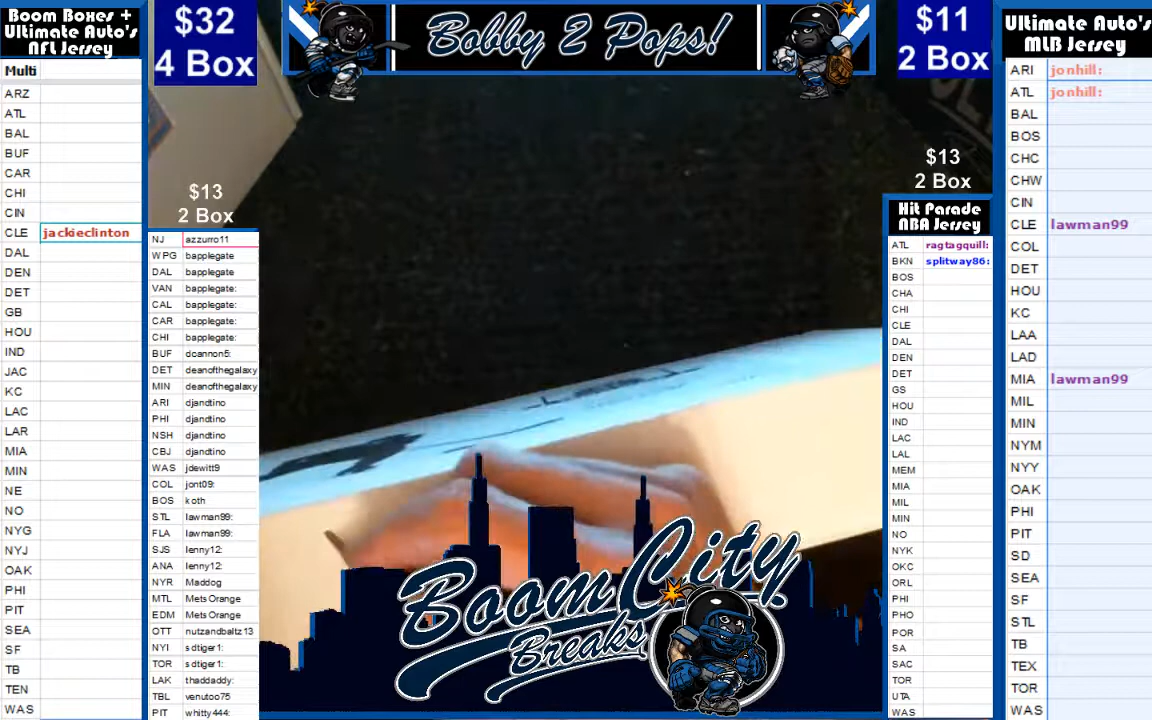 Boom Boxes +
Ultimate Auto's
NFL Jersey
Multi
ARZ
ATL
BAL
BUF
CAR
CHI
CIN
CLE jackieclinton
DAL
DEN
DET
GB
HOU
IND
JAC
KC
LAC
LAR
MIA
MIN
NE
NO
NYG
NYJ
OAK
PHI
PIT
SEA
SF
TB
TEN
WAS
$32
4 Box
$13
2 Box
NJ azzurro11
WPG bapplegate
DAL bapplegate
VAN bapplegate:
CAL bapplegate:
CAR bapplegate:
CHI bapplegate:
BUF dcannon5:
DET deanofthegalaxy
MIN deanofthegalaxy
ARI djandtino
PHI djandtino
NSH djandtino
CBJ djandtino
WAS jdewitt9
COL jont09:
BOS koth
STL lawman99:
FLA lawman99:
SJS lenny12:
ANA lenny12:
NYR Maddog
MTL MetsOrange
EDM MetsOrange
OTT nutzandbaltz13
NYI sdtiger1:
TOR sdtiger1:
LAK thaddaddy:
TBL venutoo75
PIT whitty444:
Bobby 2 Pops!
Boom City
Breaks
$11
2 Box
$13
2 Box
Hit Parade
NBA Jersey
ATL ragtagquill:
BKN splitway86:
BOS
CHA
CHI
CLE
DAL
DEN
DET
GS
HOU
IND
LAC
LAL
MEM
MIA
MIL
MIN
NO
NYK
OKC
ORL
PHI
PHO
POR
SA
SAC
TOR
UTA
WAS
Ultimate Auto's
MLB Jersey
ARI jonhill:
ATL jonhill:
BAL
BOS
CHC
CHW
CIN
CLE lawman99
COL
DET
HOU
KC
LAA
LAD
MIA lawman99
MIL
MIN
NYM
NYY
OAK
PHI
PIT
SD
SEA
SF
STL
TB
TEX
TOR
WAS